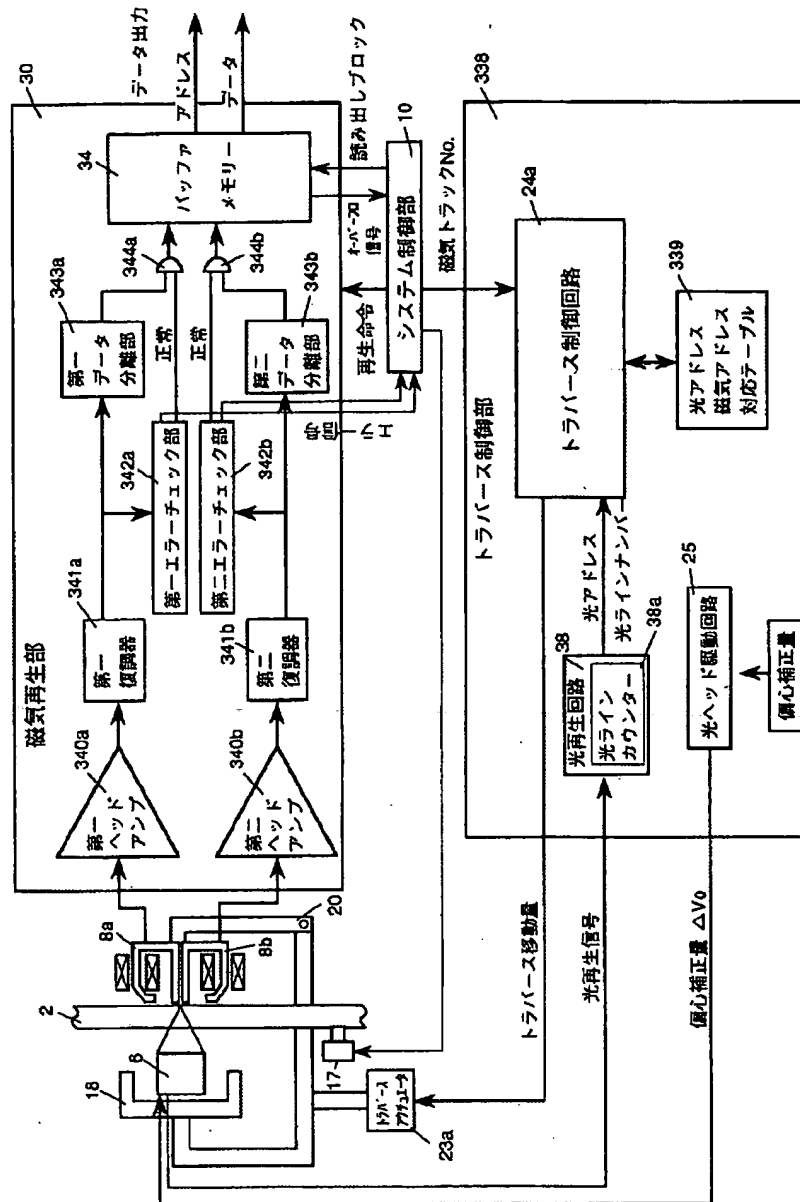 30
磁気再生部
8a
8b
20
2
6
18
17
トラバース
アクチュエータ
23a
340a
第一
ヘッド
アンプ
340b
第二
ヘッド
アンプ
341a
第一
復調器
341b
第二
復調器
342a
第一エラーチェック部
第二エラーチェック部
342b
343a
第一
データ
分離部
正常
正常
第二
データ
分離部
343b
344a
344b
34
バッファ
メモリー
データ出力
アドレス
データ
読み出しブロック
オーバーフロ
信号
10
システム制御部
再生命令
エラー
信号
磁気トラックNo.
338
トラバース制御部
24a
トラバース制御回路
339
光アドレス
磁気アドレス
対応テーブル
光アドレス
光ラインナンバー
38
光再生回路
光ライン
カウンター
38a
25
光ヘッド駆動回路
偏心補正量
トラバース移動量
光再生信号
偏心補正量 ΔVo